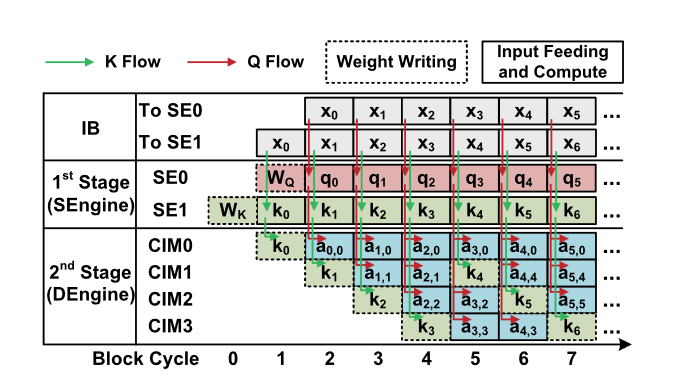 K Flow Q Flow Weight Writing Input Feeding and Compute
IB To SE0 x0 x1 x2 x3 x4 x5 ...
To SE1 x0 x1 x2 x3 x4 x5 x6 ...
1st Stage (SEngine) SE0 WQ q0 q1 q2 q3 q4 q5 ...
SE1 WK k0 k1 k2 k3 k4 k5 k6 ...
2nd Stage (DEngine) CIM0 k0 a0,0 a1,0 a2,0 a3,0 a4,0 a5,0 ...
CIM1 k1 a1,1 a2,1 k4 a4,4 a5,4 ...
CIM2 k2 a2,2 a3,2 k5 a5,5 ...
CIM3 k3 a3,3 a4,3 k6 ...
Block Cycle 0 1 2 3 4 5 6 7